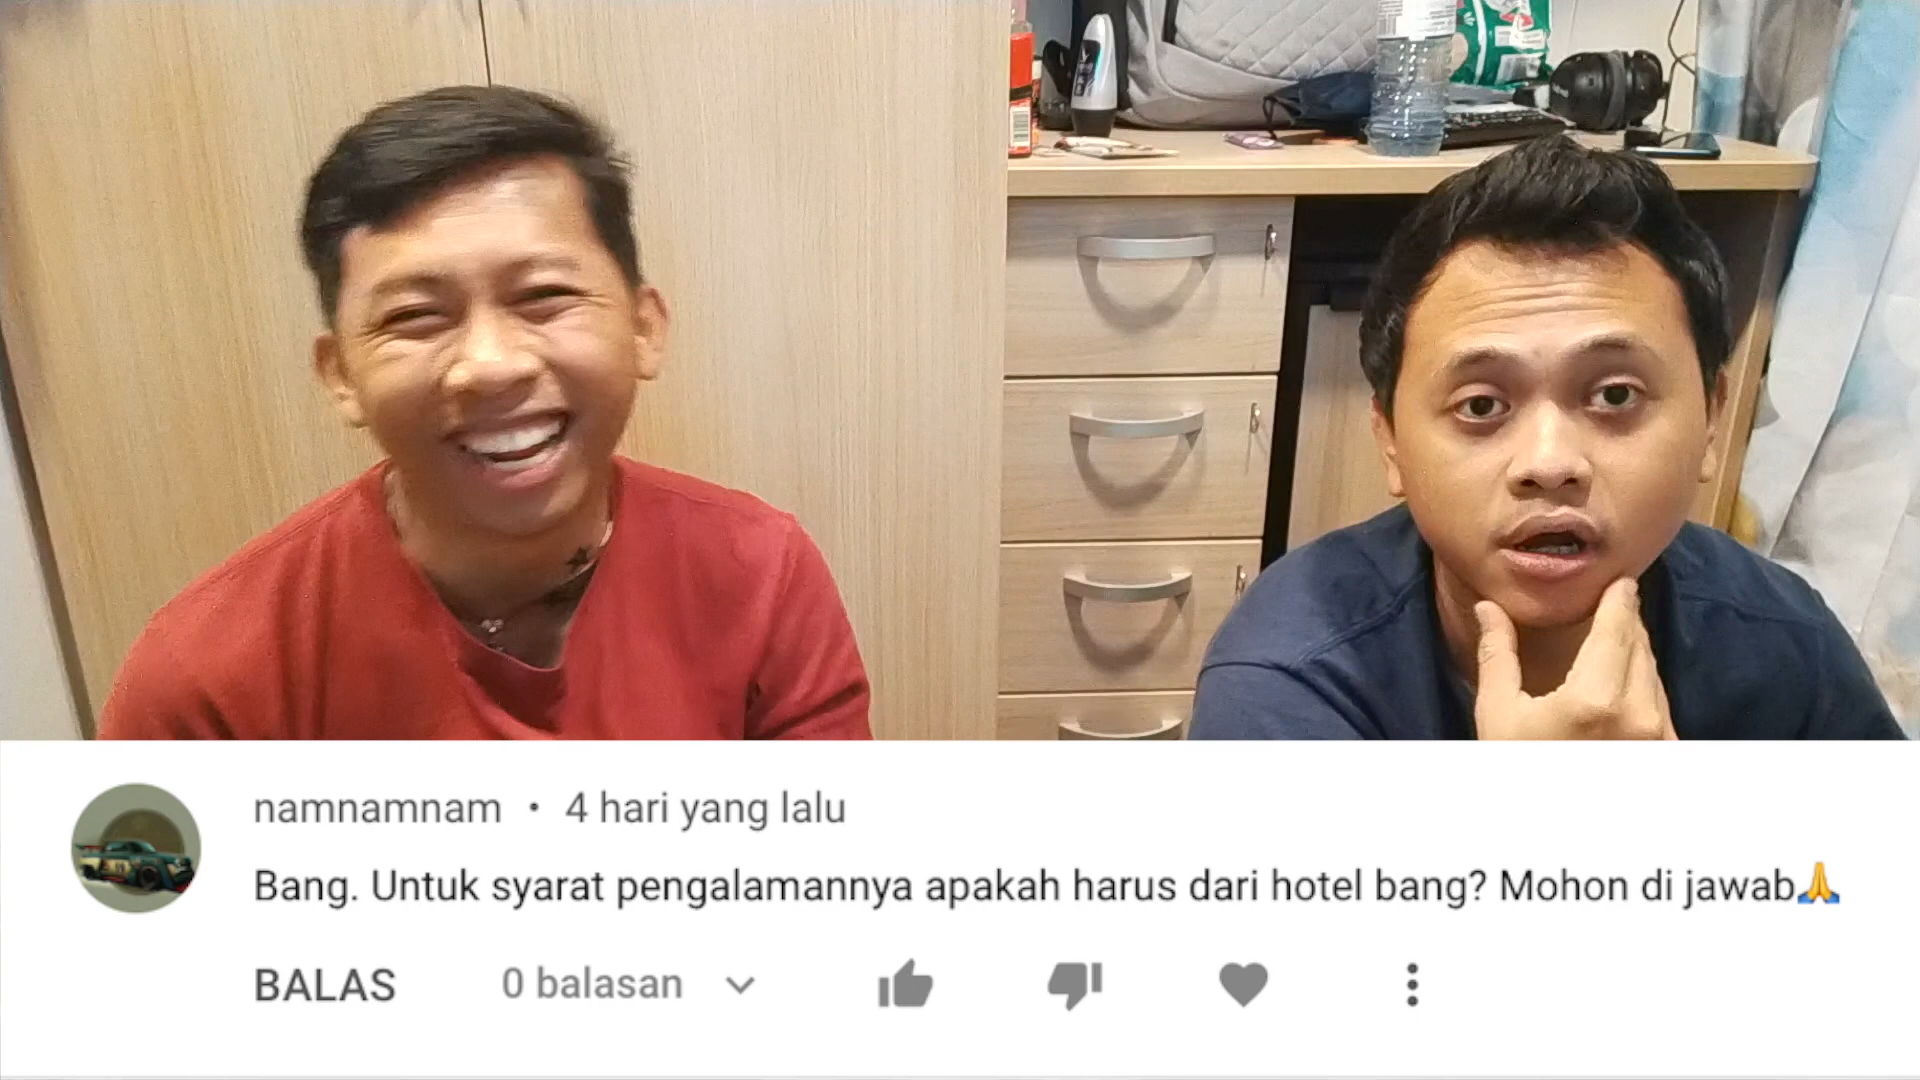 namnamnam • 4 hari yang lalu
Bang. Untuk syarat pengalamannya apakah harus dari hotel bang? Mohon di jawab🙏
BALAS 0 balasan